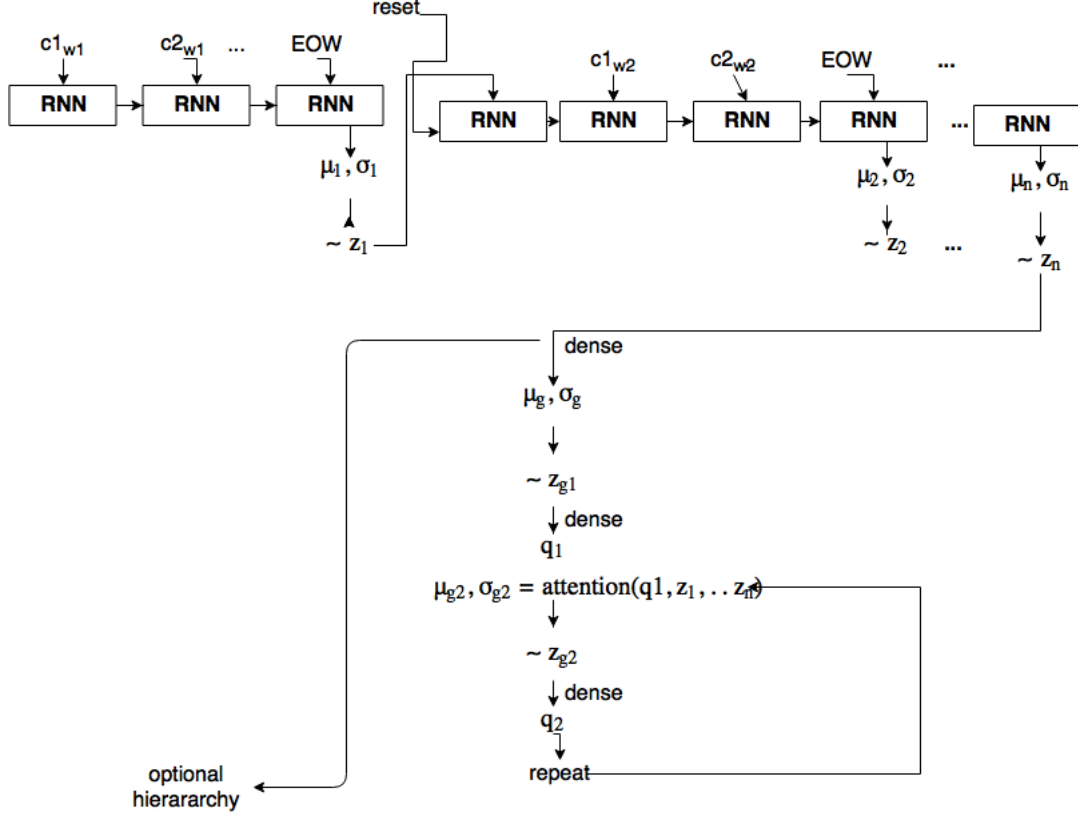 reset
c1w1 c2w1 ... EOW
RNN RNN RNN
c1w2 c2w2 EOW ...
RNN RNN RNN RNN ... RNN
μ1, σ1
μ2, σ2
μn, σn
~ z1
~ z2 ...
~ zn
dense
μg, σg
~ zg1
dense
q1
μg2, σg2 = attention(q1, z1, . . zn)
~ zg2
dense
q2
repeat
optional
hierararchy